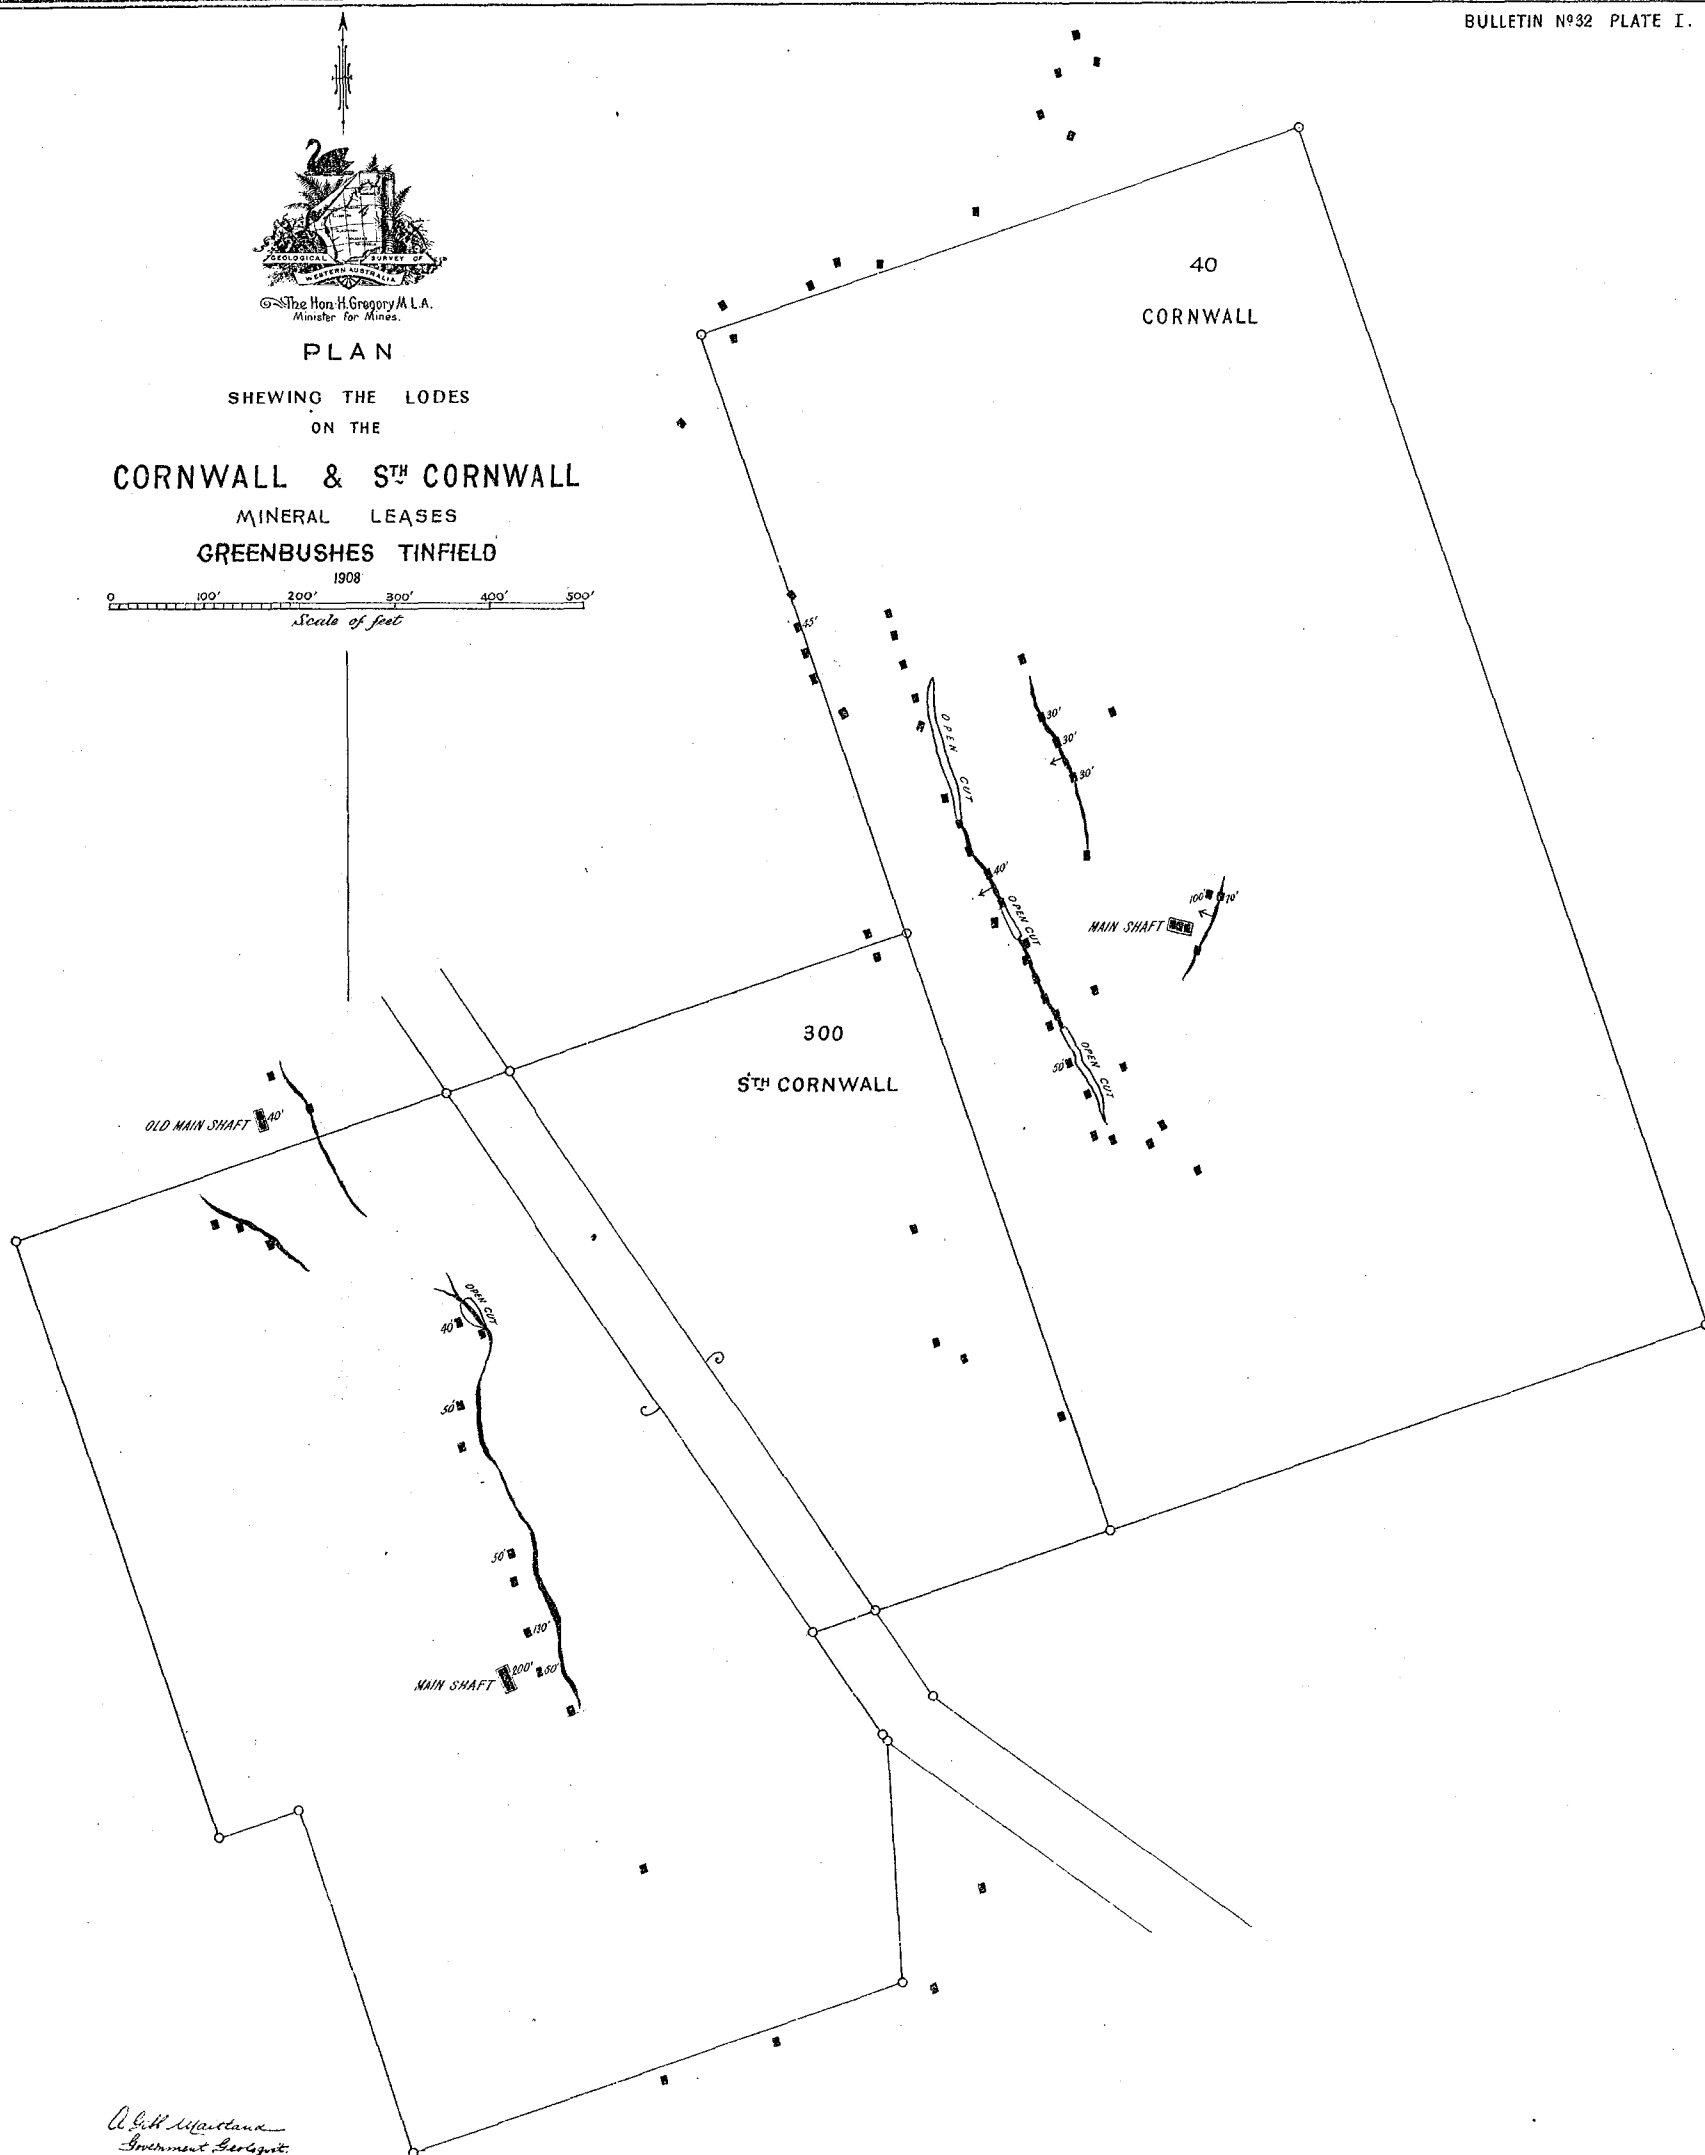 BULLETIN Nº32 PLATE I.
GEOLOGICAL SURVEY OF
WESTERN AUSTRALIA
The Hon. H. Gregory M.L.A.
Minister for Mines.
PLAN
SHEWING THE LODES
ON THE
CORNWALL & STH CORNWALL
MINERAL LEASES
GREENBUSHES TINFIELD
1908
0 100' 200' 300' 400' 500'
Scale of feet
40
CORNWALL
45'
OPEN CUT
30'
30'
30'
40'
OPEN CUT
100' 70'
MAIN SHAFT
OPEN CUT
50'
300
STH CORNWALL
OLD MAIN SHAFT 40'
OPEN CUT
40'
50'
50'
130'
MAIN SHAFT 200' 50'
A Gibb Maitland
Government Geologist.